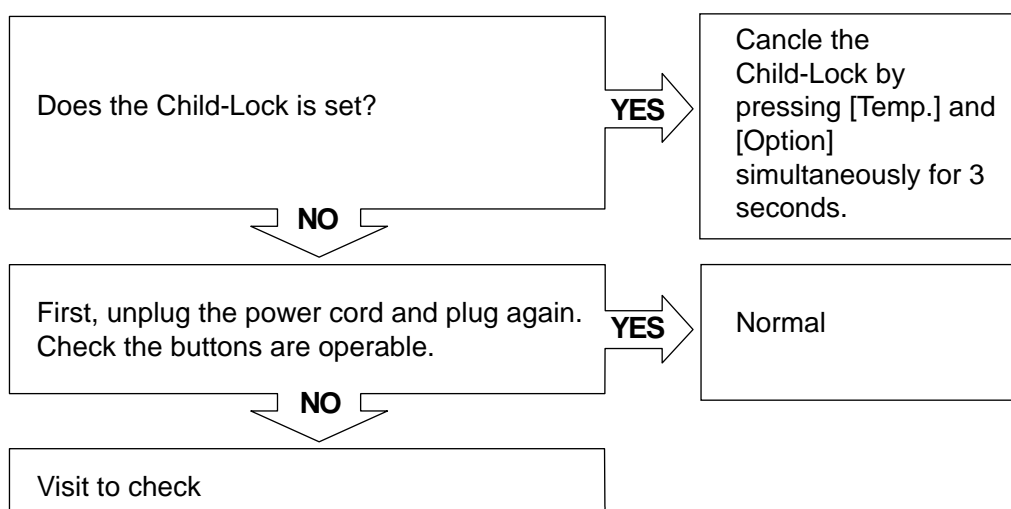 Does the Child-Lock is set?
YES
Cancle the
Child-Lock by
pressing [Temp.] and
[Option]
simultaneously for 3
seconds.
NO
First, unplug the power cord and plug again.
Check the buttons are operable.
YES
Normal
NO
Visit to check